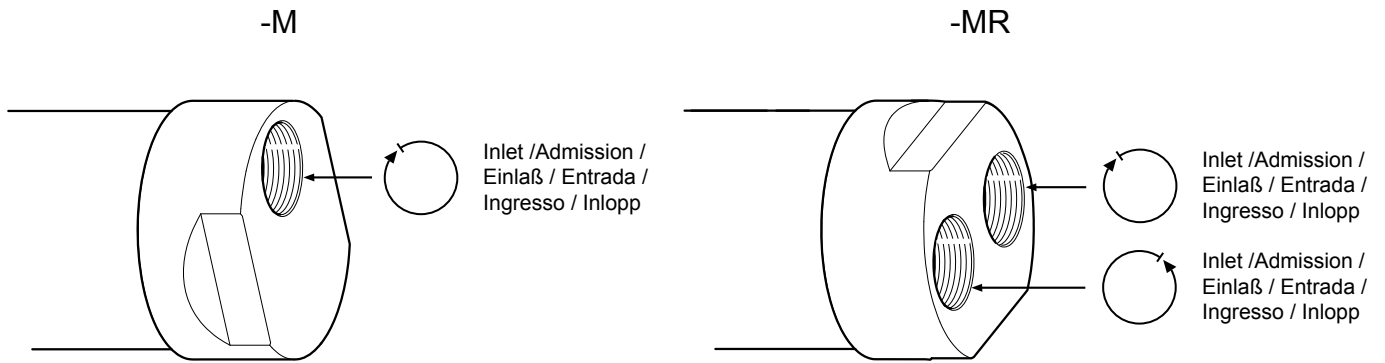 -M
-MR
Inlet /Admission /
Einlaß / Entrada /
Ingresso / Inlopp
Inlet /Admission /
Einlaß / Entrada /
Ingresso / Inlopp
Inlet /Admission /
Einlaß / Entrada /
Ingresso / Inlopp